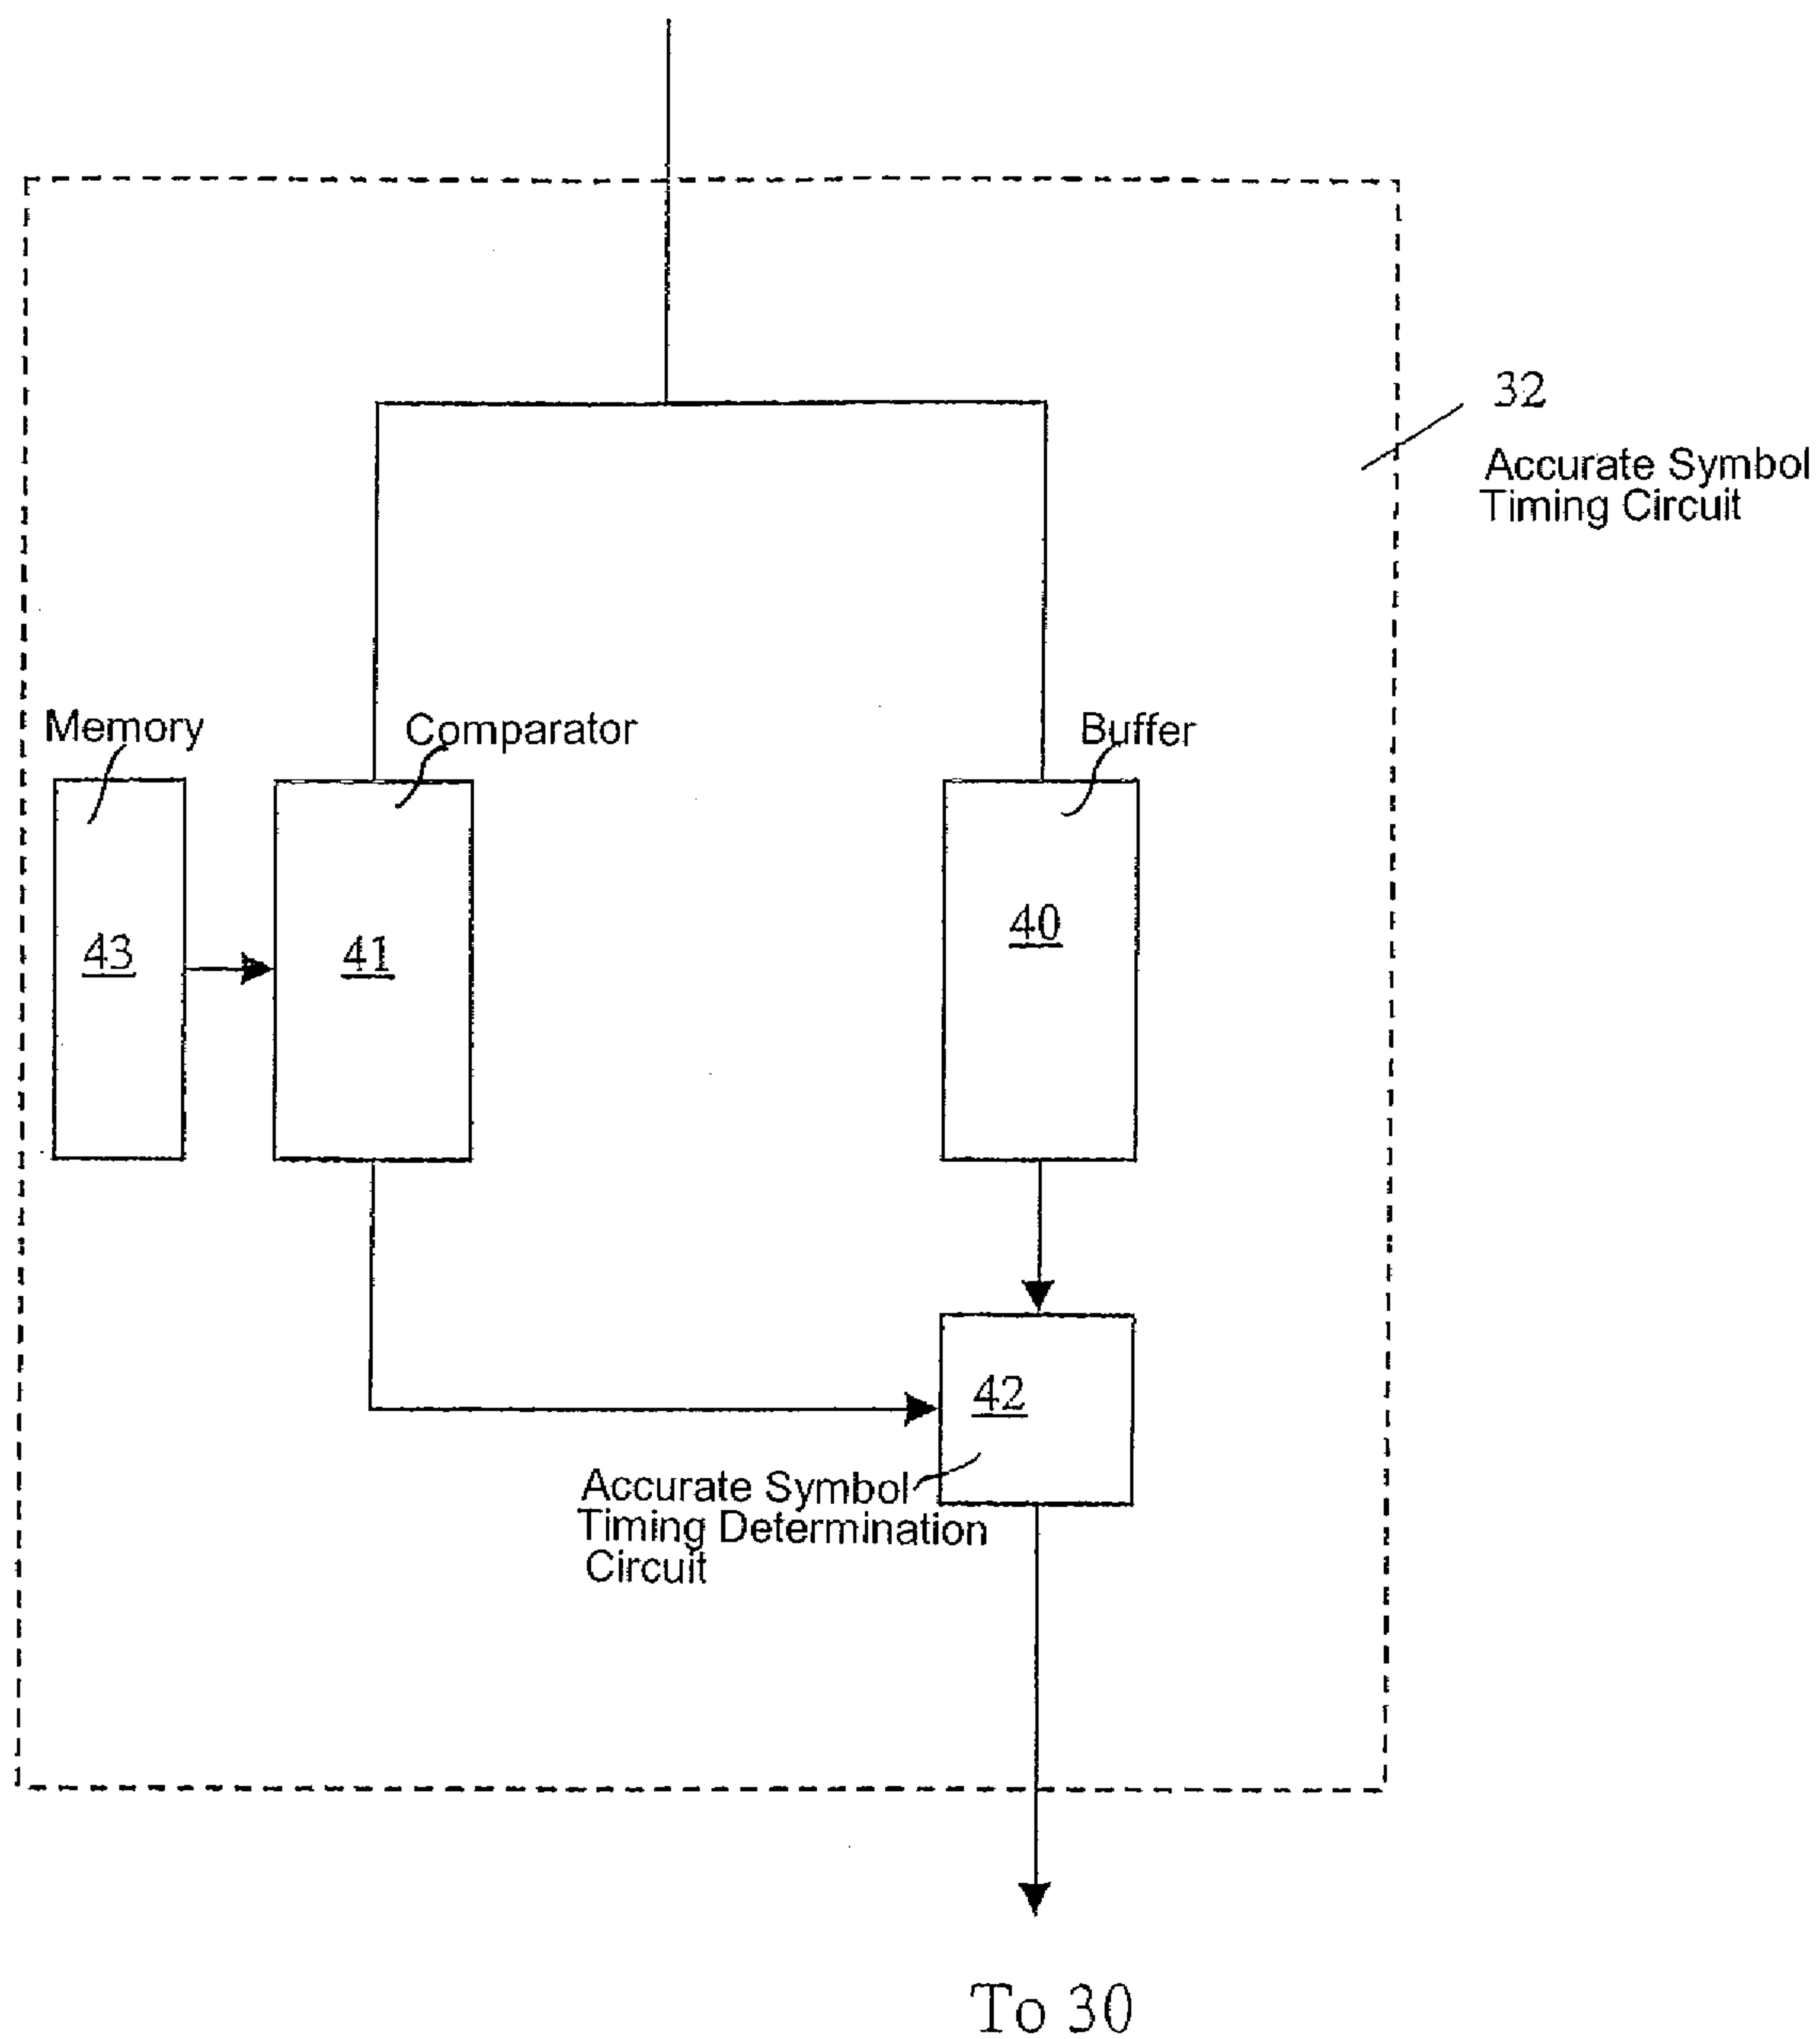 32
Accurate Symbol
Timing Circuit
Memory
Comparator
Buffer
43
41
40
42
Accurate Symbol
Timing Determination
Circuit
To 30